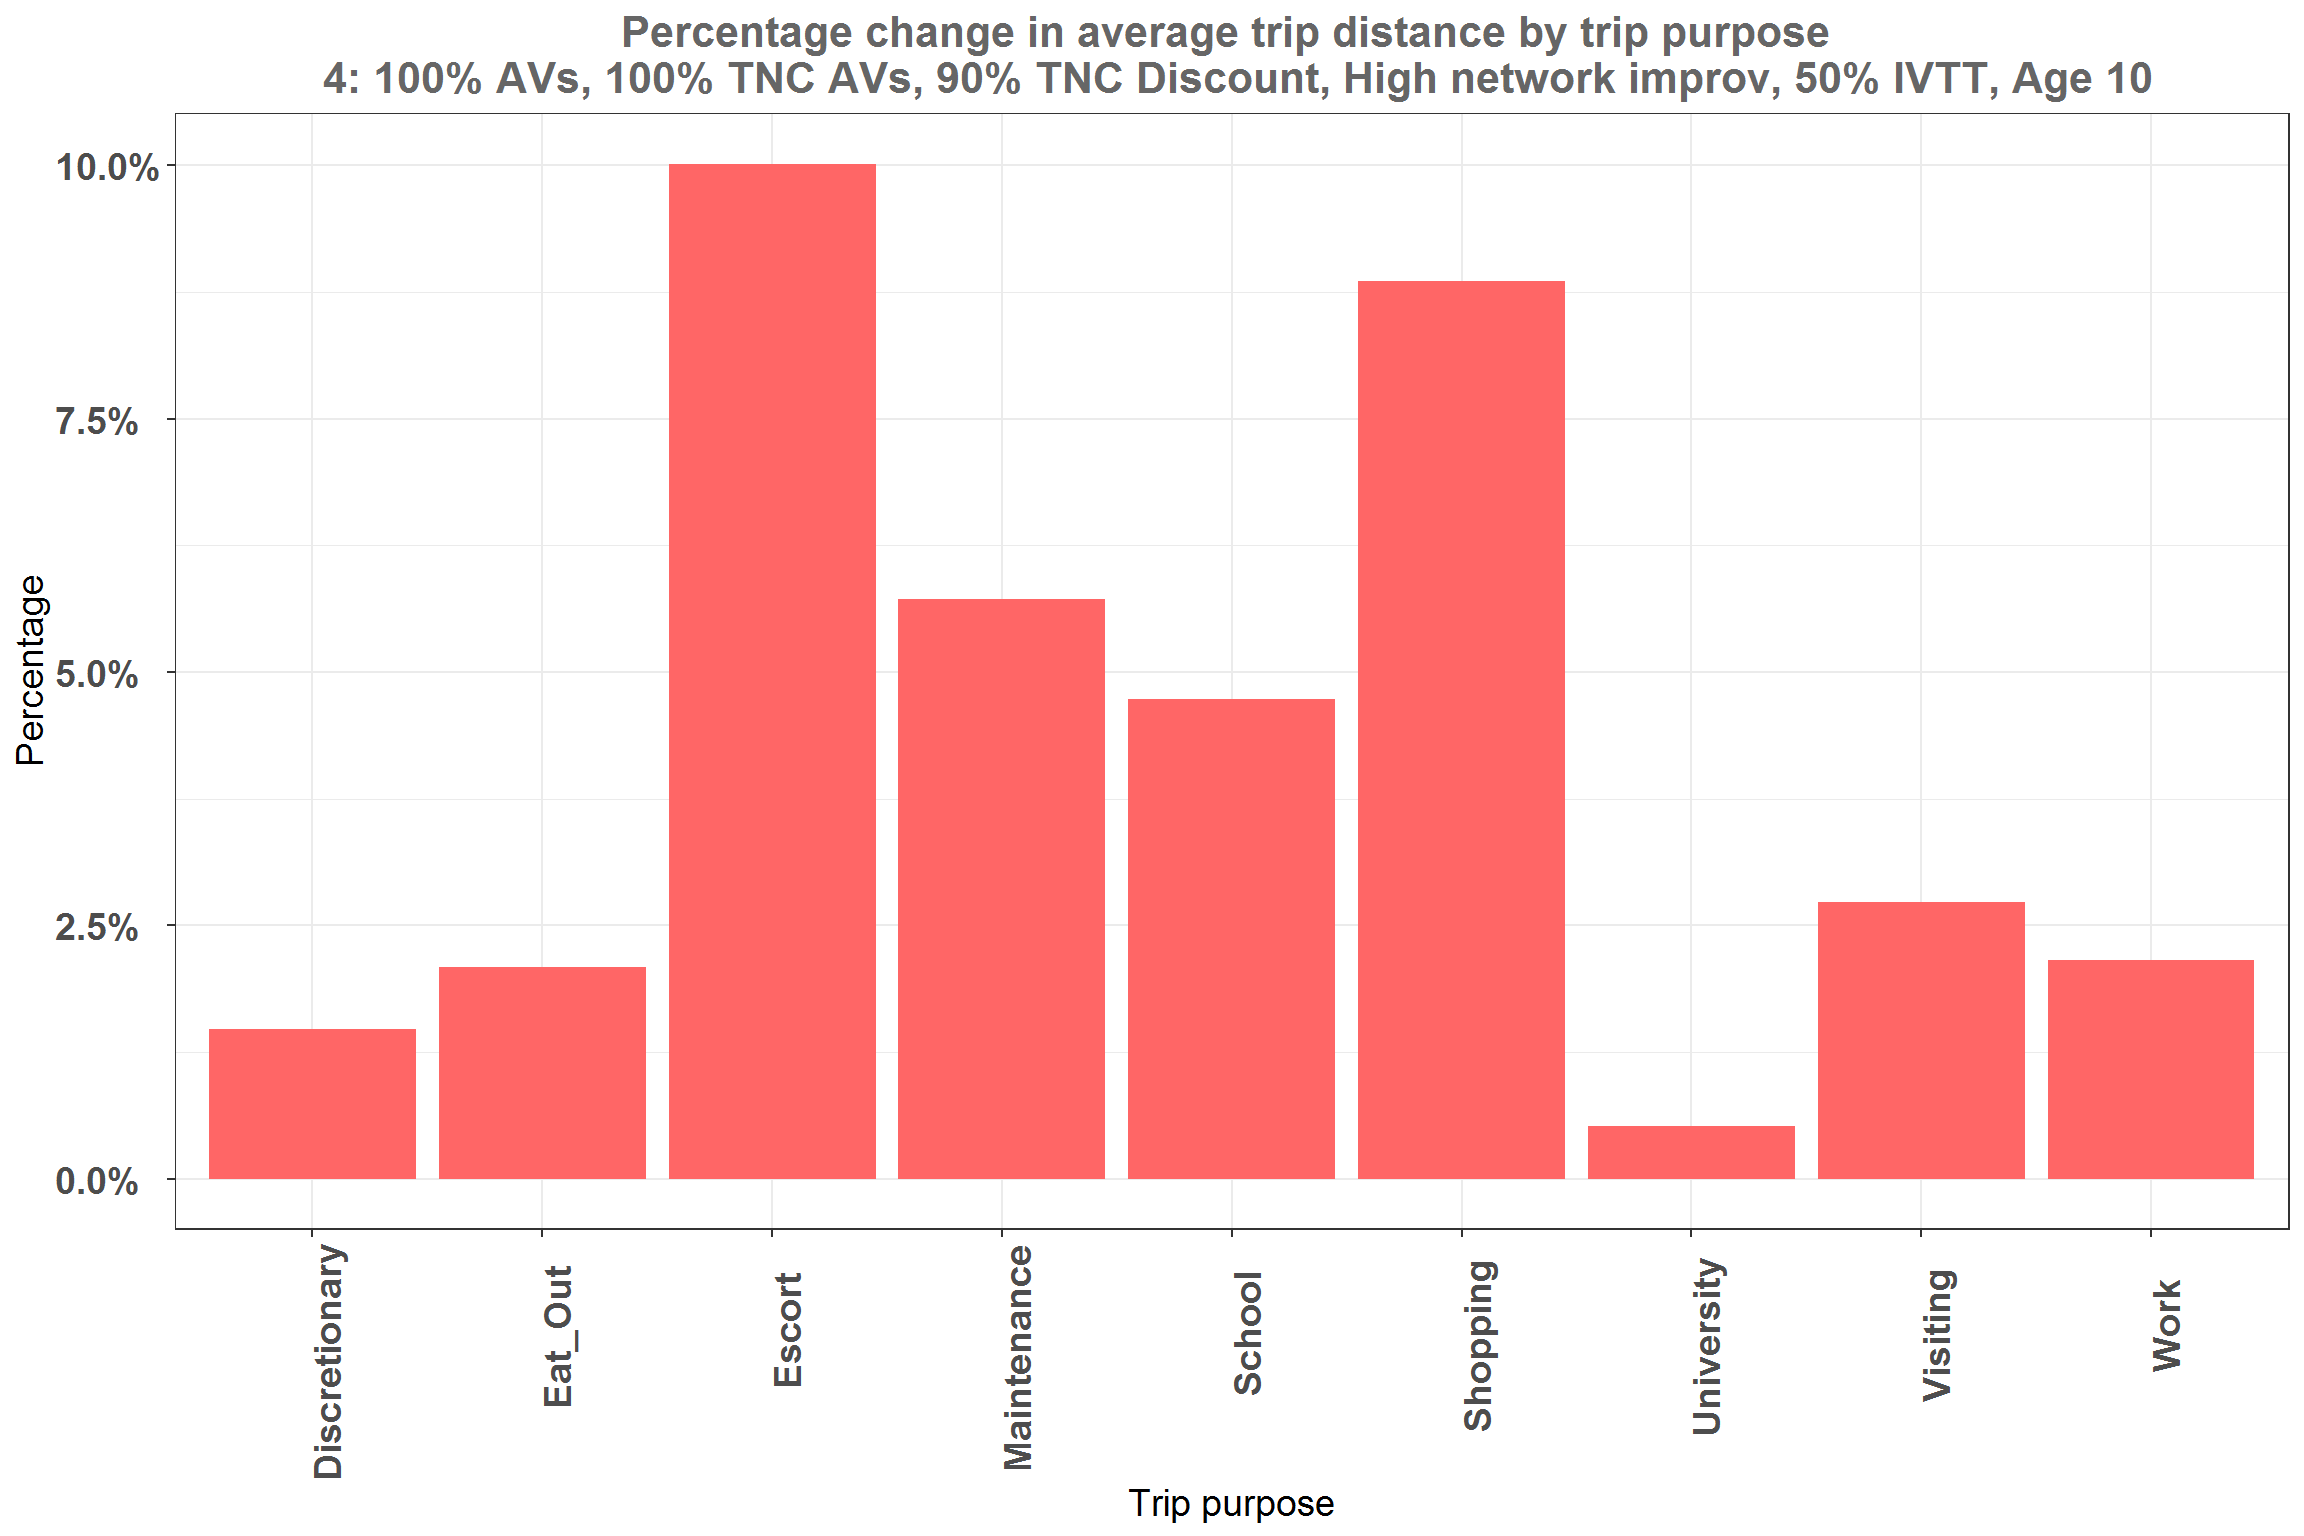 Percentage change in average trip distance by trip purpose
4: 100% AVs, 100% TNC AVs, 90% TNC Discount, High network improv, 50% IVTT, Age 10
Percentage
10.0%
7.5%
5.0%
2.5%
0.0%
Discretionary
Eat_Out
Escort
Maintenance
School
Shopping
University
Visiting
Work
Trip purpose